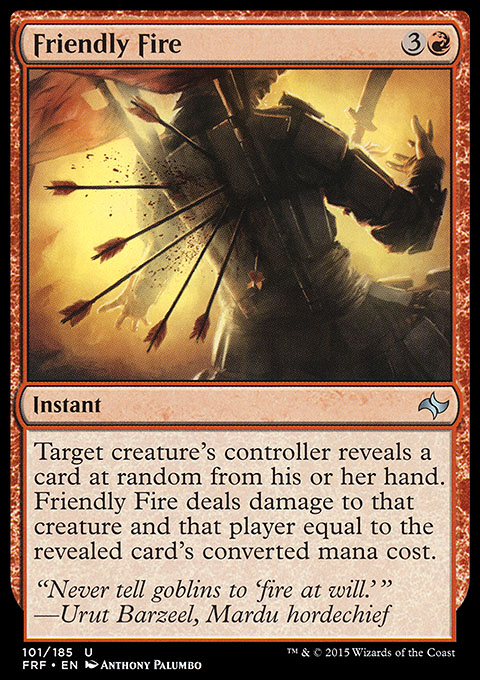 Friendly Fire 3
Instant
Target creature's controller reveals a
card at random from his or her hand.
Friendly Fire deals damage to that
creature and that player equal to the
revealed card's converted mana cost.
"Never tell goblins to 'fire at will.'"
—Urut Barzeel, Mardu hordechief
101/185 U
FRF • EN Anthony Palumbo
™ & © 2015 Wizards of the Coast